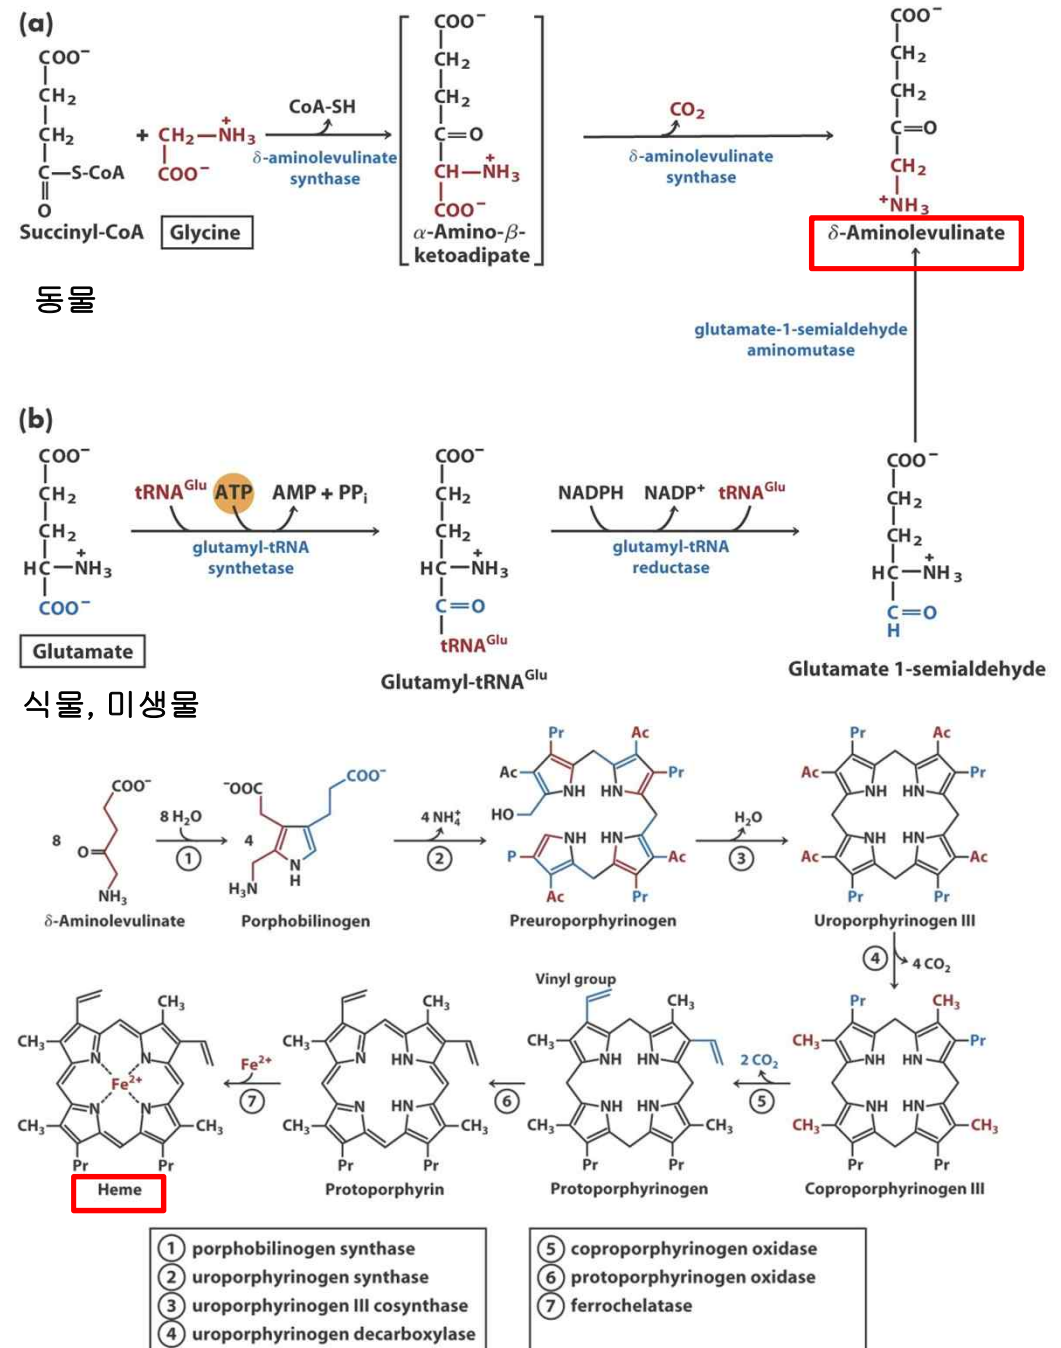 (a)
COO⁻
CH₂
CH₂
C—S-CoA
O
Succinyl-CoA
+
CH₂—NH₃
+
COO⁻
Glycine
CoA-SH
δ-aminolevulinate
synthase
COO⁻
CH₂
CH₂
C=O
CH—NH₃
+
COO⁻
α-Amino-β-
ketoadipate
CO₂
δ-aminolevulinate
synthase
COO⁻
CH₂
CH₂
C=O
CH₂
⁺NH₃
δ-Aminolevulinate
동물
glutamate-1-semialdehyde
aminomutase
(b)
COO⁻
CH₂
CH₂
HC—NH₃
+
COO⁻
Glutamate
tRNAᴳˡᵘ ATP AMP + PPᵢ
glutamyl-tRNA
synthetase
COO⁻
CH₂
CH₂
HC—NH₃
+
C=O
tRNAᴳˡᵘ
Glutamyl-tRNAᴳˡᵘ
NADPH NADP⁺ tRNAᴳˡᵘ
glutamyl-tRNA
reductase
COO⁻
CH₂
CH₂
HC—NH₃
+
C=O
H
Glutamate 1-semialdehyde
식물, 미생물
8
COO⁻
O
NH₃
δ-Aminolevulinate
8 H₂O
1
4
⁻OOC
COO⁻
N
H
H₃N
Porphobilinogen
4 NH₄⁺
2
Pr Ac
Ac Pr
NH HN
HO
NH HN
P Ac
Ac Pr
Preuroporphyrinogen
H₂O
3
Pr Ac
Ac Pr
NH HN
NH HN
Ac Ac
Pr Pr
Uroporphyrinogen III
4 4 CO₂
Pr CH₃
CH₃ Pr
NH HN
NH HN
CH₃ CH₃
Pr Pr
Coproporphyrinogen III
2 CO₂
5
Vinyl group
CH₃
CH₃
NH HN
NH HN
CH₃ CH₃
Pr Pr
Protoporphyrinogen
6
CH₃
CH₃
N HN
N HN
CH₃ CH₃
Pr Pr
Protoporphyrin
Fe²⁺
7
CH₃
CH₃
N N
Fe²⁺
N N
CH₃ CH₃
Pr Pr
Heme
1 porphobilinogen synthase
2 uroporphyrinogen synthase
3 uroporphyrinogen III cosynthase
4 uroporphyrinogen decarboxylase
5 coproporphyrinogen oxidase
6 protoporphyrinogen oxidase
7 ferrochelatase